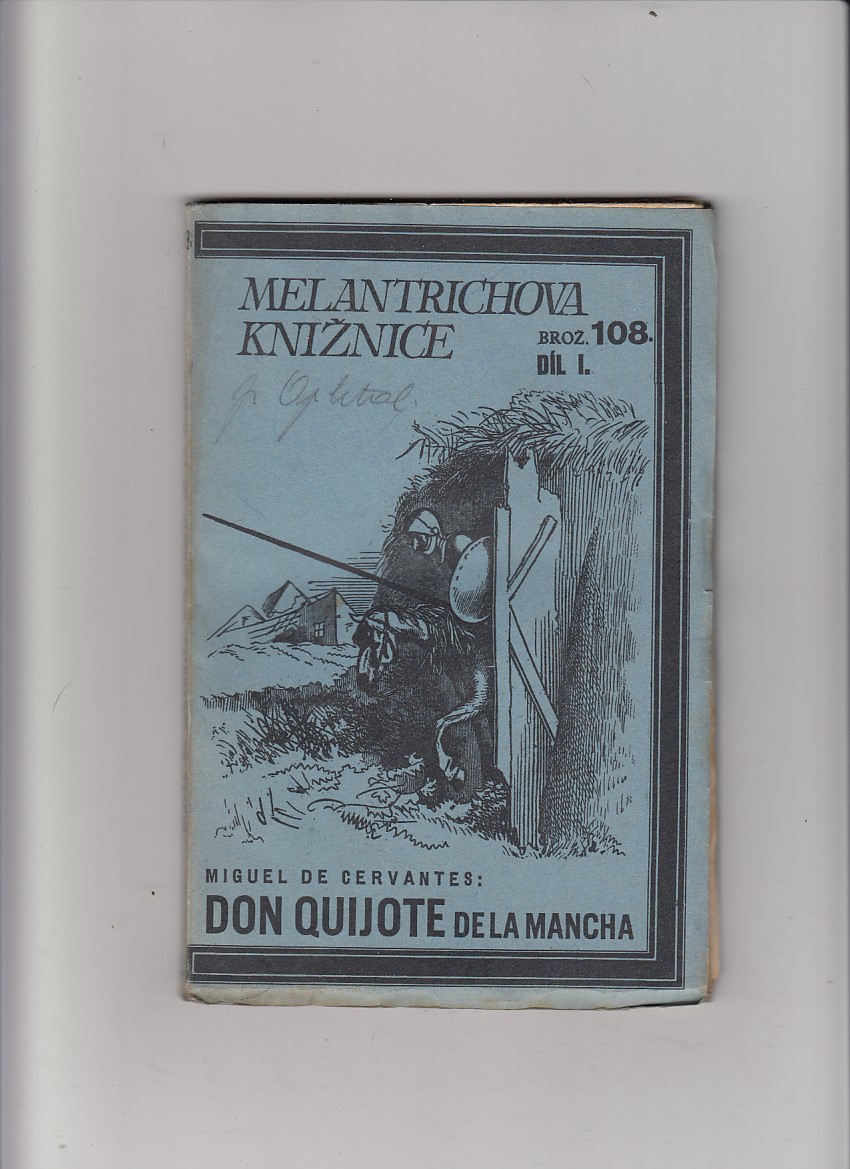 MELANTRICHOVA
KNIŽNICE
BROŽ. 108.
DÍL I.
MIGUEL DE CERVANTES:
DON QUIJOTE DE LA MANCHA